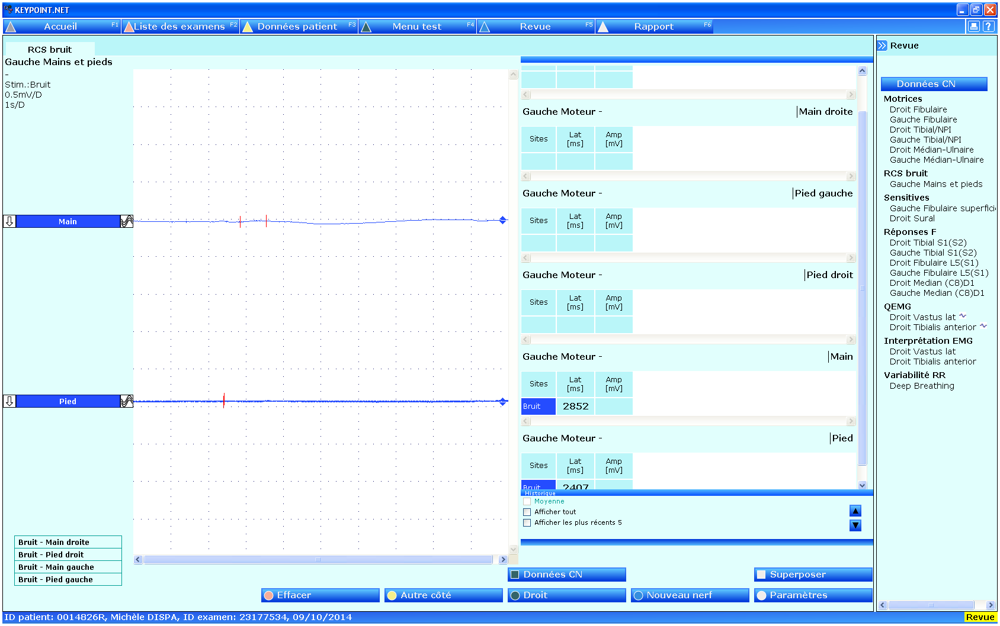 KEYPOINT.NET
Accueil F1 Liste des examens F2 Données patient F3 Menu test F4 Revue F5 Rapport F6
?
RCS bruit
Gauche Mains et pieds
-
Stim.:Bruit
0.5mV/D
1s/D
Main
Pied
Bruit - Main droite
Bruit - Pied droit
Bruit - Main gauche
Bruit - Pied gauche
Gauche Moteur - Main droite
Sites Lat [ms] Amp [mV]
Gauche Moteur - Pied gauche
Sites Lat [ms] Amp [mV]
Gauche Moteur - Pied droit
Sites Lat [ms] Amp [mV]
Gauche Moteur - Main
Sites Lat [ms] Amp [mV]
Bruit 2852
Gauche Moteur - Pied
Sites Lat [ms] Amp [mV]
Bruit 2407
Historique
Moyenne
Afficher tout
Afficher les plus récents 5
Données CN Superposer
Effacer Autre côté Droit Nouveau nerf Paramètres
Revue
Données CN
Motrices
Droit Fibulaire
Gauche Fibulaire
Droit Tibial/NPI
Gauche Tibial/NPI
Droit Médian-Ulnaire
Gauche Médian-Ulnaire
RCS bruit
Gauche Mains et pieds
Sensitives
Gauche Fibulaire superfici
Droit Sural
Réponses F
Droit Tibial S1(S2)
Gauche Tibial S1(S2)
Droit Fibulaire L5(S1)
Gauche Fibulaire L5(S1)
Droit Median (C8)D1
Gauche Median (C8)D1
QEMG
Droit Vastus lat
Droit Tibialis anterior
Interprétation EMG
Droit Vastus lat
Droit Tibialis anterior
Variabilité RR
Deep Breathing
ID patient: 0014826R, Michèle DISPA, ID examen: 23177534, 09/10/2014 Revue